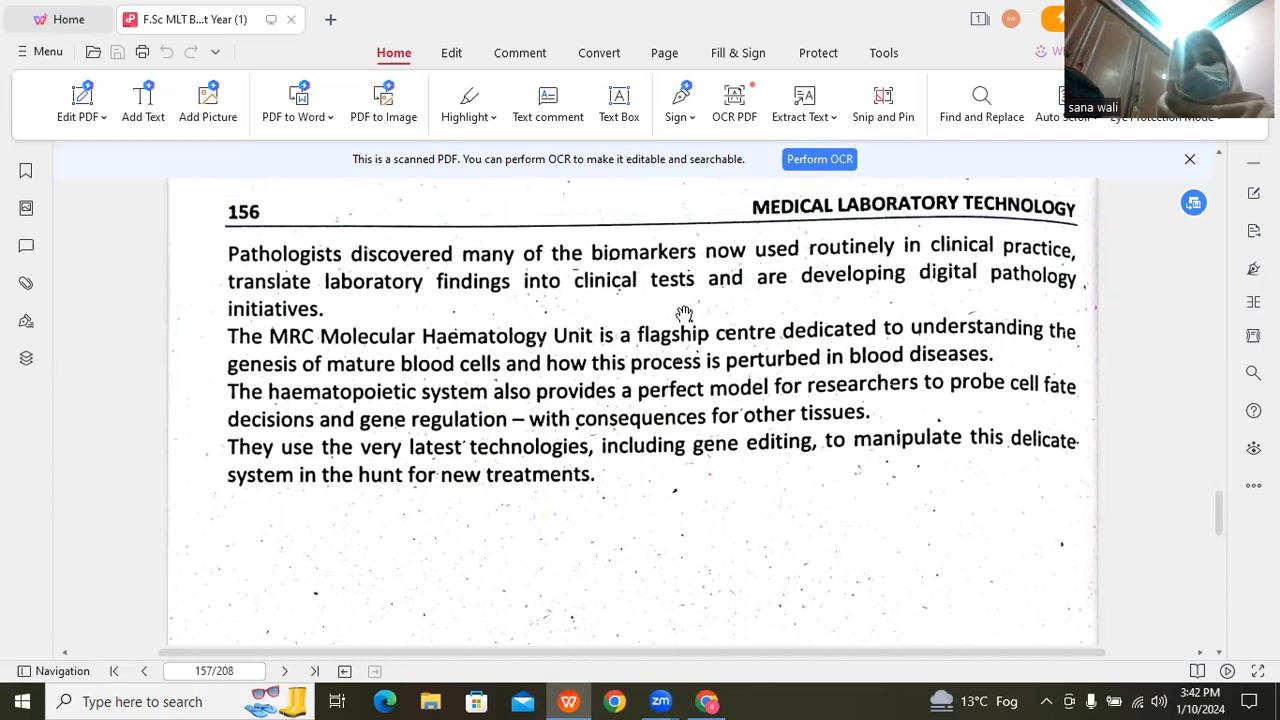 Home
F.Sc MLT B...t Year (1)
Menu
Home
Edit
Comment
Convert
Page
Fill & Sign
Protect
Tools
Edit PDF
Add Text
Add Picture
PDF to Word
PDF to Image
Highlight
Text comment
Text Box
Sign
OCR PDF
Extract Text
Snip and Pin
Find and Replace
sana wali
This is a scanned PDF. You can perform OCR to make it editable and searchable.
Perform OCR
156
MEDICAL LABORATORY TECHNOLOGY
Pathologists discovered many of the biomarkers now used routinely in clinical practice,
translate laboratory findings into clinical tests and are developing digital pathology
initiatives.
The MRC Molecular Haematology Unit is a flagship centre dedicated to understanding the
genesis of mature blood cells and how this process is perturbed in blood diseases.
The haematopoietic system also provides a perfect model for researchers to probe cell fate
decisions and gene regulation – with consequences for other tissues.
They use the very latest technologies, including gene editing, to manipulate this delicate
system in the hunt for new treatments.
Navigation
157/208
Type here to search
13°C Fog
3:42 PM
1/10/2024